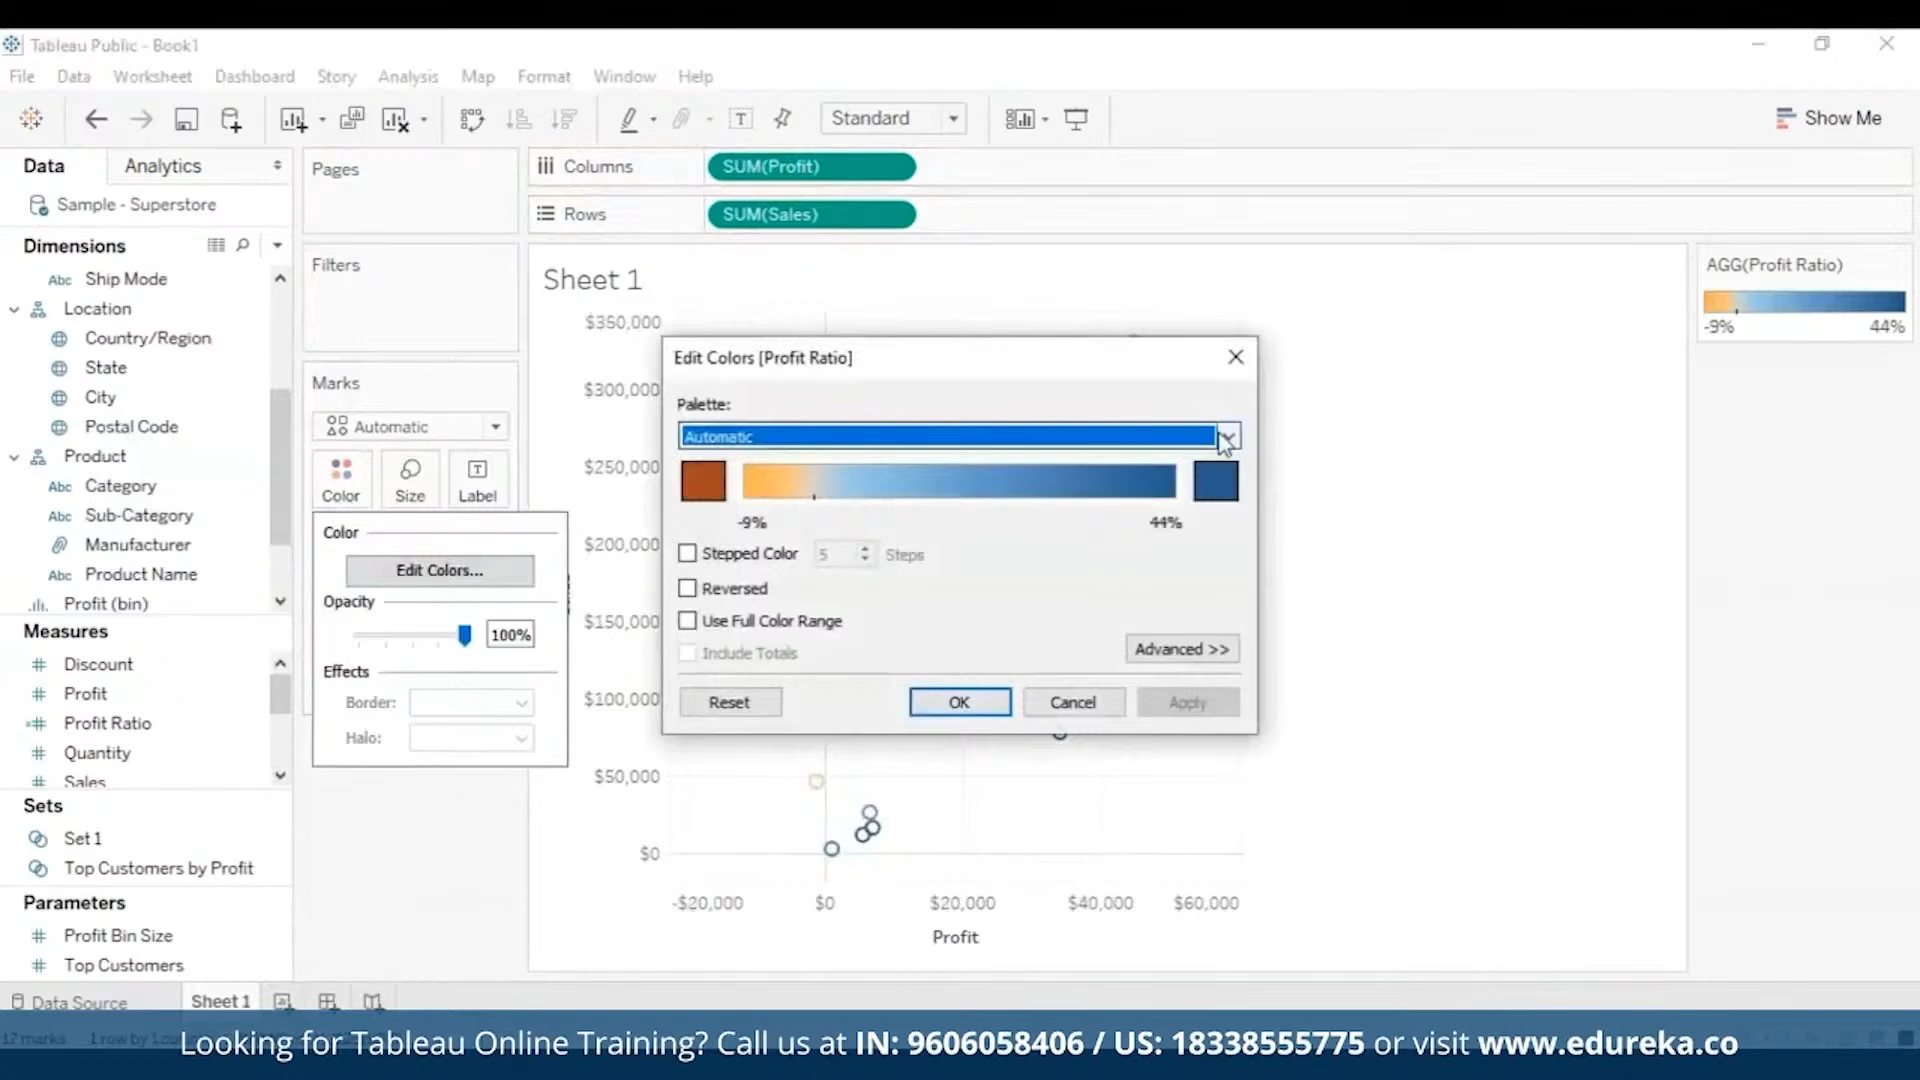 Tableau Public - Book1
File Data Worksheet Dashboard Story Analysis Map Format Window Help
Standard
Show Me
Data Analytics
Sample - Superstore
Dimensions
Abc Ship Mode
Location
Country/Region
State
City
Postal Code
Product
Abc Category
Abc Sub-Category
Manufacturer
Abc Product Name
Profit (bin)
Measures
# Discount
# Profit
=# Profit Ratio
# Quantity
# Sales
Sets
Set 1
Top Customers by Profit
Parameters
# Profit Bin Size
# Top Customers
Pages
Filters
Marks
Automatic
Color Size Label
Color
Edit Colors...
Opacity
100%
Effects
Border:
Halo:
Columns SUM(Profit)
Rows SUM(Sales)
Sheet 1
$350,000
$300,000
$250,000
$200,000
$150,000
$100,000
$50,000
$0
-$20,000 $0 $20,000 $40,000 $60,000
Profit
Edit Colors [Profit Ratio]
Palette:
Automatic
-9% 44%
Stepped Color 5 Steps
Reversed
Use Full Color Range
Include Totals
Advanced >>
Reset OK Cancel Apply
AGG(Profit Ratio)
-9% 44%
Data Source Sheet 1
17 marks
Looking for Tableau Online Training? Call us at IN: 9606058406 / US: 18338555775 or visit www.edureka.co